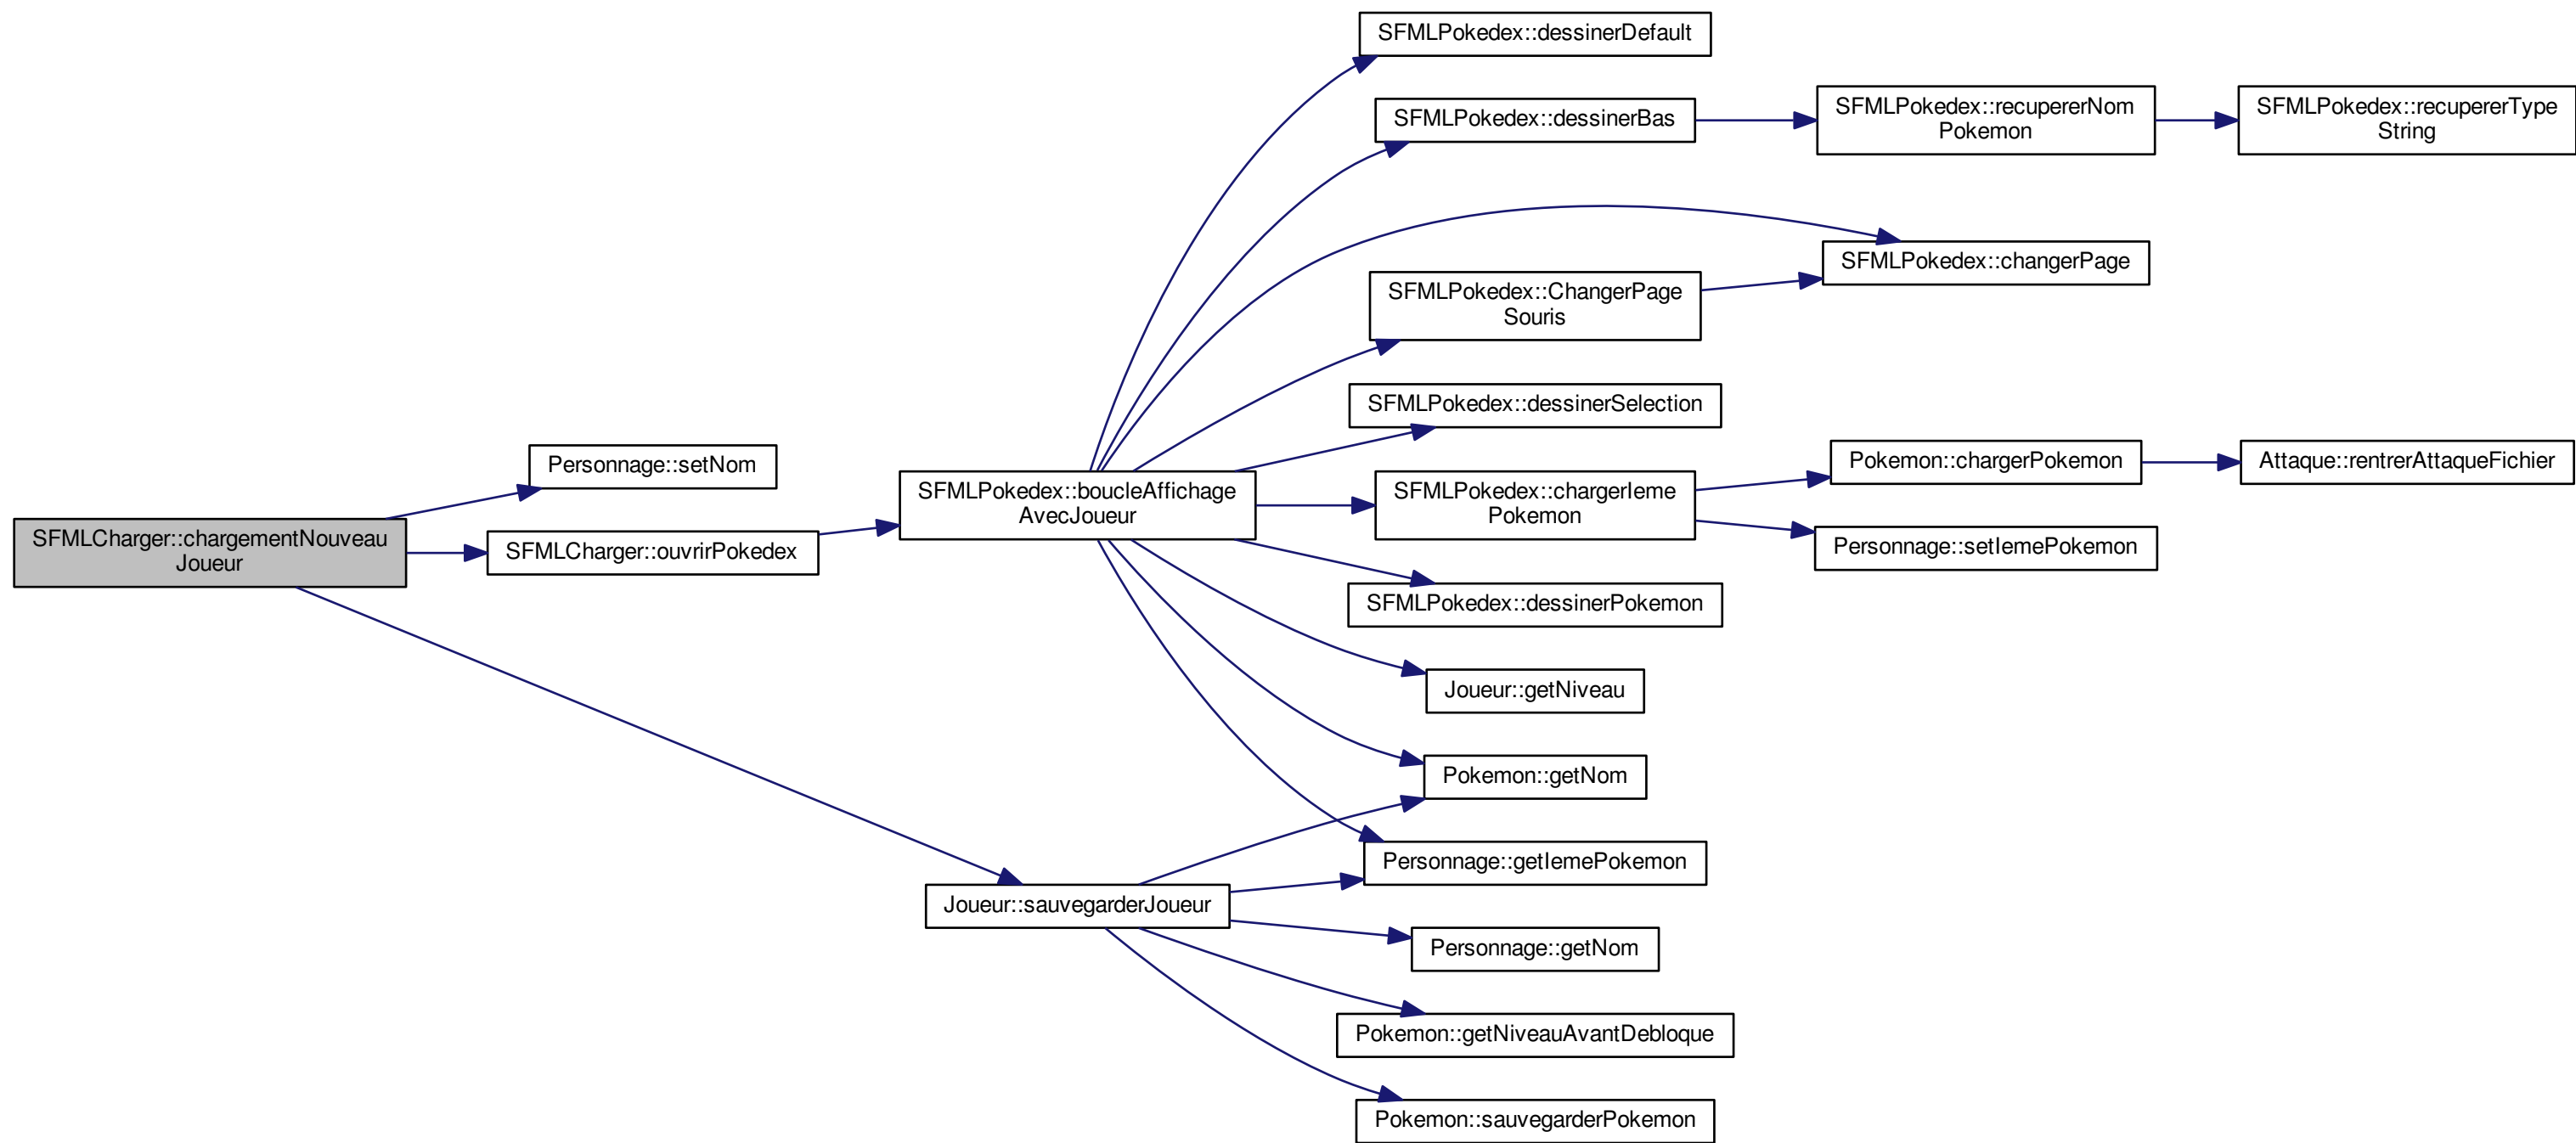 SFMLPokedex::dessinerDefault
SFMLPokedex::dessinerBas
SFMLPokedex::recupererNom
Pokemon
SFMLPokedex::recupererType
String
SFMLPokedex::changerPage
SFMLPokedex::ChangerPage
Souris
SFMLPokedex::dessinerSelection
Personnage::setNom
Pokemon::chargerPokemon
Attaque::rentrerAttaqueFichier
SFMLCharger::chargementNouveau
Joueur
SFMLCharger::ouvrirPokedex
SFMLPokedex::boucleAffichage
AvecJoueur
SFMLPokedex::chargerIeme
Pokemon
Personnage::setIemePokemon
SFMLPokedex::dessinerPokemon
Joueur::getNiveau
Pokemon::getNom
Personnage::getIemePokemon
Joueur::sauvegarderJoueur
Personnage::getNom
Pokemon::getNiveauAvantDebloque
Pokemon::sauvegarderPokemon